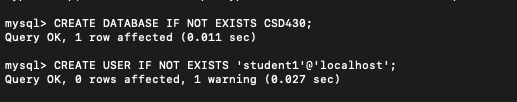 mysql> CREATE DATABASE IF NOT EXISTS CSD430;
Query OK, 1 row affected (0.011 sec)
mysql> CREATE USER IF NOT EXISTS 'student1'@'localhost';
Query OK, 0 rows affected, 1 warning (0.027 sec)